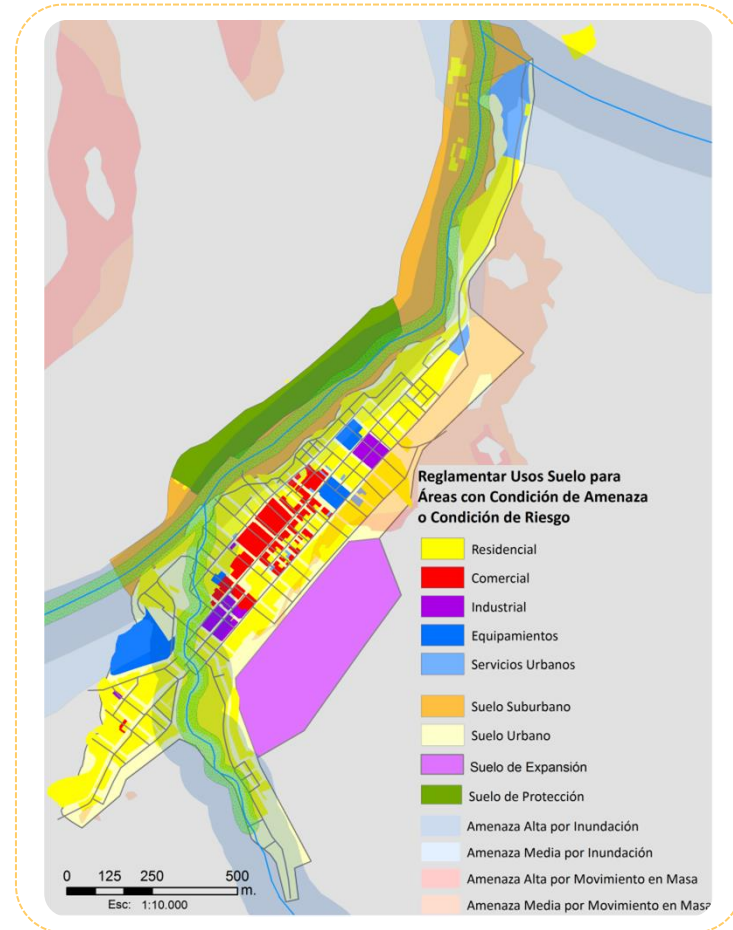 Reglamentar Usos Suelo para
Áreas con Condición de Amenaza
o Condición de Riesgo
Residencial
Comercial
Industrial
Equipamientos
Servicios Urbanos
Suelo Suburbano
Suelo Urbano
Suelo de Expansión
Suelo de Protección
Amenaza Alta por Inundación
Amenaza Media por Inundación
Amenaza Alta por Movimiento en Masa
Amenaza Media por Movimiento en Masa
0 125 250 500
m.
Esc: 1:10.000